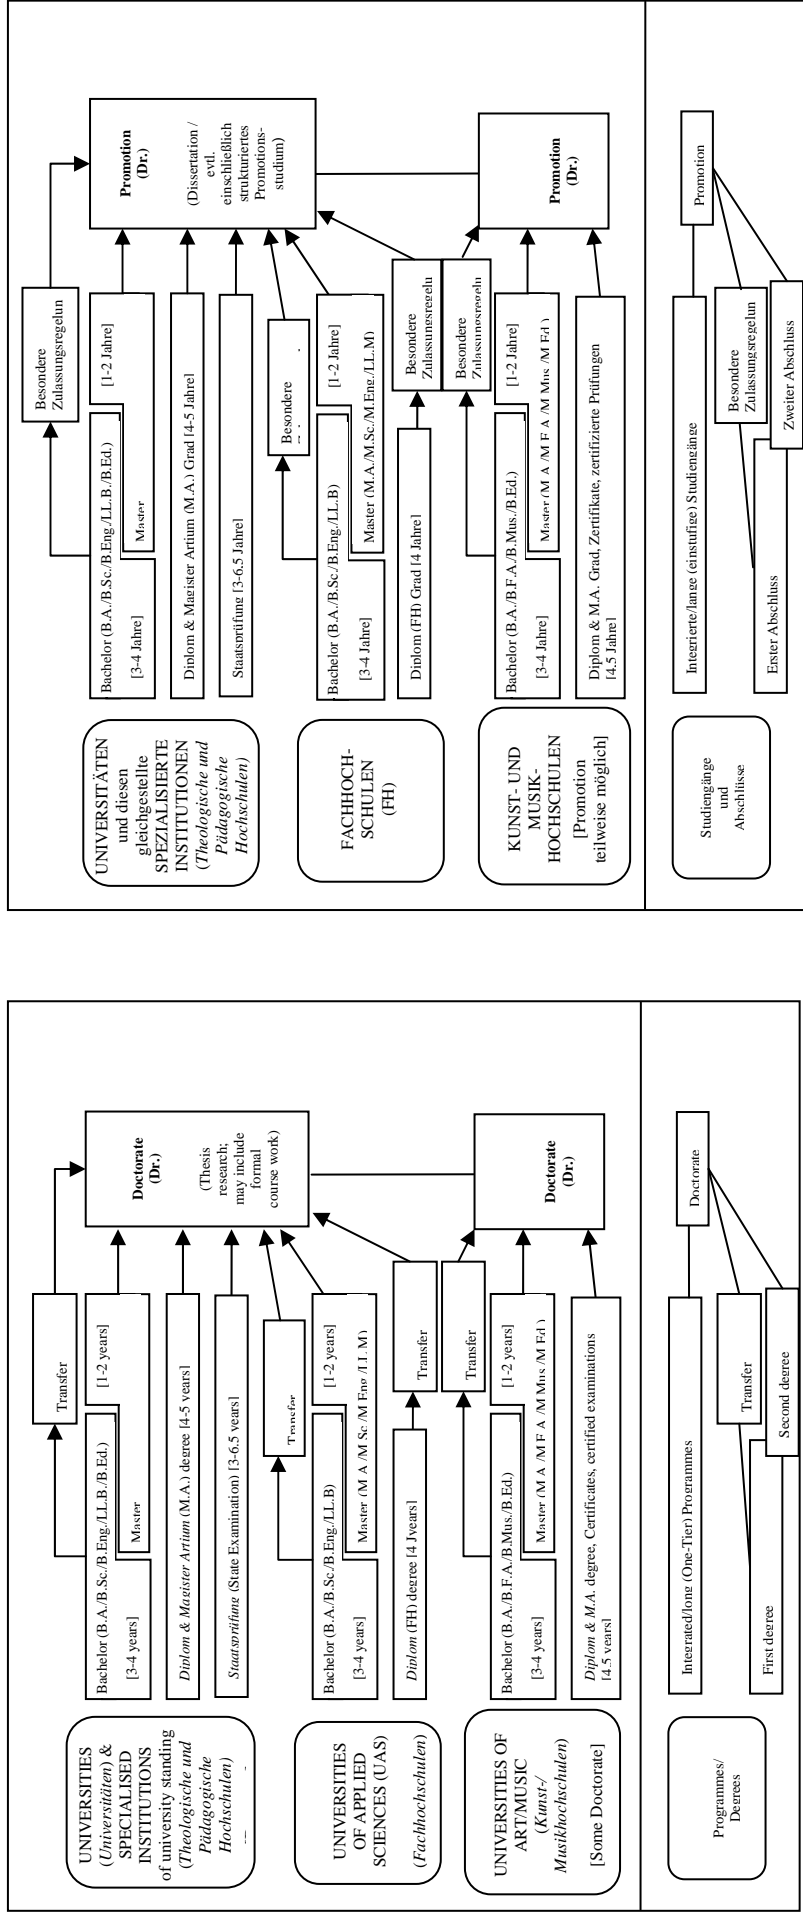 UNIVERSITÄTEN
und diesen
gleichgestellte
SPEZIALISIERTE
INSTITUTIONEN
(Theologische und
Pädagogische
Hochschulen)
Besondere
Zulassungsregelun
Bachelor (B.A./B.Sc./B.Eng./LL.B./B.Ed.)
[3-4 Jahre]
[1-2 Jahre]
Master
Diplom & Magister Artium (M.A.) Grad [4-5 Jahre]
Staatsprüfung [3-6.5 Jahre]
Promotion
(Dr.)
(Dissertation /
evtl.
einschließlich
strukturiertes
Promotions-
studium)
FACHHOCH-
SCHULEN
(FH)
Besondere
Bachelor (B.A./B.Sc./B.Eng./LL.B)
[3-4 Jahre]
[1-2 Jahre]
Master (M.A./M.Sc./M.Eng./LL.M)
Diplom (FH) Grad [4 Jahre]
Besondere
Zulassungsregeln
KUNST- UND
MUSIK-
HOCHSCHULEN
[Promotion
teilweise möglich]
Besondere
Zulassungsregeln
Bachelor (B.A./B.F.A./B.Mus./B.Ed.)
[3-4 Jahre]
[1-2 Jahre]
Master (M.A./M.F.A./M.Mus./M.Ed.)
Diplom & M.A. Grad, Zertifikate, zertifizierte Prüfungen
[4.5 Jahre]
Promotion
(Dr.)
Studiengänge
und
Abschlüsse
Integrierte/lange (einstufige) Studiengänge
Erster Abschluss
Besondere
Zulassungsregelun
Zweiter Abschluss
Promotion
UNIVERSITIES
(Universitäten) &
SPECIALISED
INSTITUTIONS
of university standing
(Theologische und
Pädagogische
Hochschulen)
Transfer
Bachelor (B.A./B.Sc./B.Eng./LL.B./B.Ed.)
[3-4 years]
[1-2 years]
Master
Diplom & Magister Artium (M.A.) degree [4-5 years]
Staatsprüfung (State Examination) [3-6.5 years]
Doctorate
(Dr.)
(Thesis
research;
may include
formal
course work)
UNIVERSITIES
OF APPLIED
SCIENCES (UAS)
(Fachhochschulen)
Transfer
Bachelor (B.A./B.Sc./B.Eng./LL.B)
[3-4 years]
[1-2 years]
Master (M.A./M.Sc./M.Eng./LL.M)
Diplom (FH) degree [4 Jyears]
Transfer
UNIVERSITIES OF
ART/MUSIC
(Kunst-/
Musikhochschulen)
[Some Doctorate]
Transfer
Bachelor (B.A./B.F.A./B.Mus./B.Ed.)
[3-4 years]
[1-2 years]
Master (M.A./M.F.A./M.Mus./M.Ed.)
Diplom & M.A. degree, Certificates, certified examinations
[4.5 years]
Doctorate
(Dr.)
Programmes/
Degrees
Integrated/long (One-Tier) Programmes
First degree
Transfer
Second degree
Doctorate